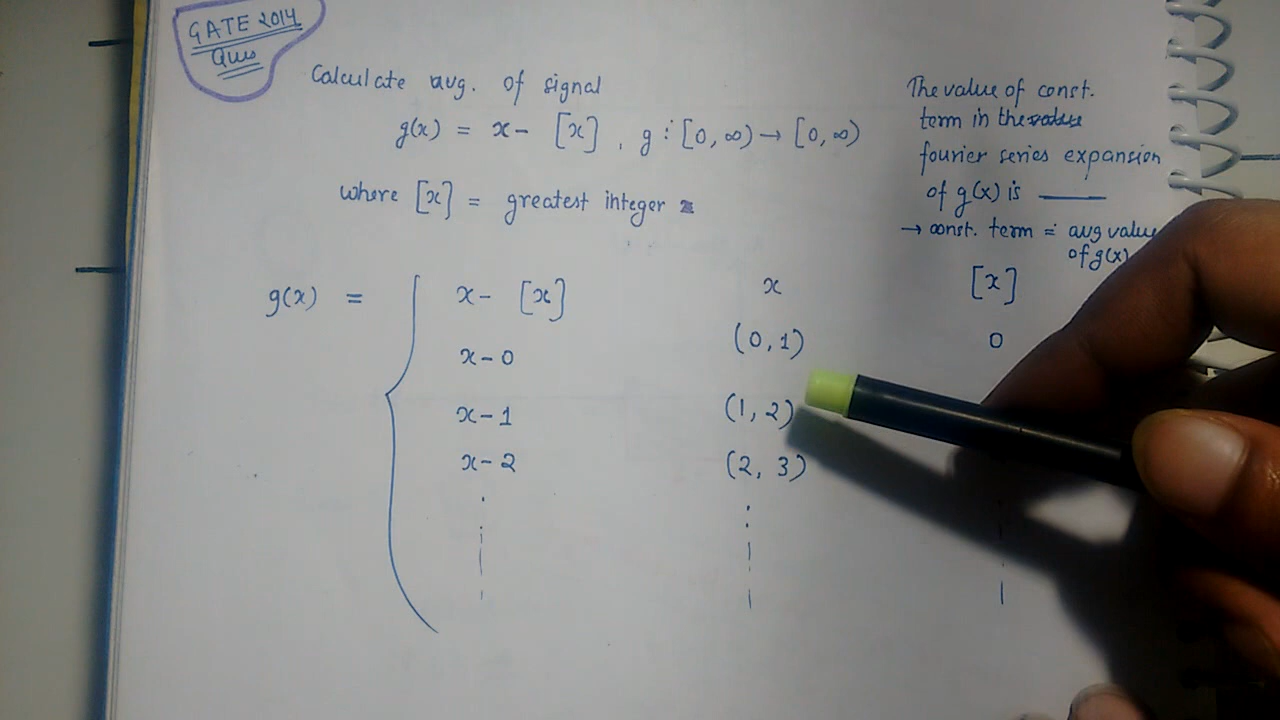 GATE 2014
Ques
Calculate avg. of signal
g(x) = x - [x] , g : [0, ∞) → [0, ∞)
where [x] = greatest integer
The value of const.
term in the
fourier series expansion
of g(x) is ____
→ const. term = avg value
of g(x)
g(x) = { x - [x] x [x]
x - 0 (0, 1) 0
x - 1 (1, 2)
x - 2 (2, 3)